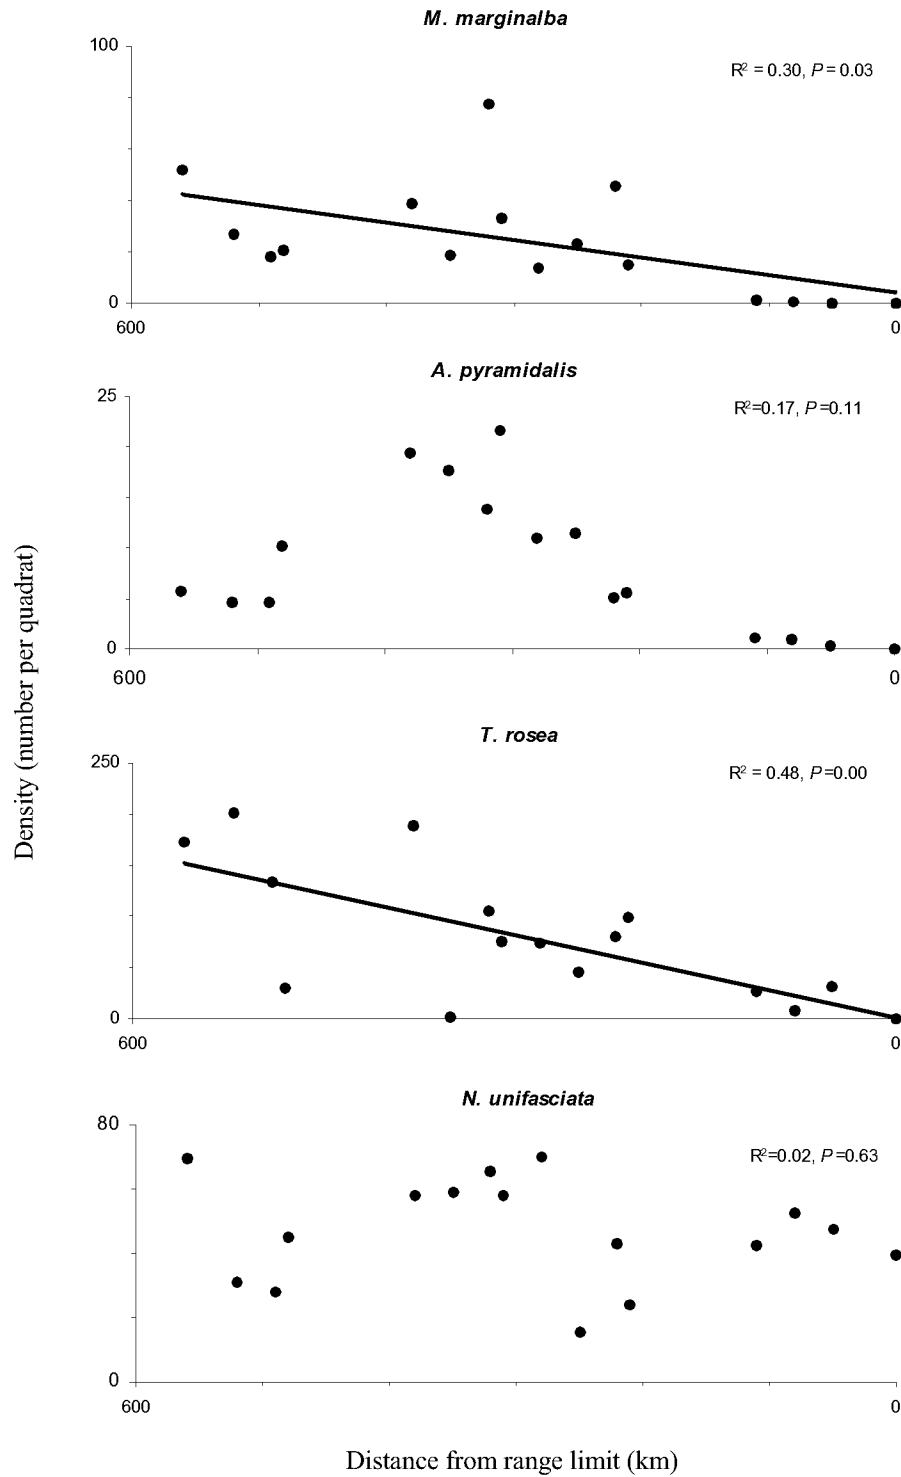 M. marginalba
100
R² = 0.30, P = 0.03
0
600 0
A. pyramidalis
25
R²=0.17, P=0.11
0
600 0
Density (number per quadrat)
T. rosea
250
R² = 0.48, P=0.00
0
600 0
N. unifasciata
80
R²=0.02, P=0.63
0
600 0
Distance from range limit (km)